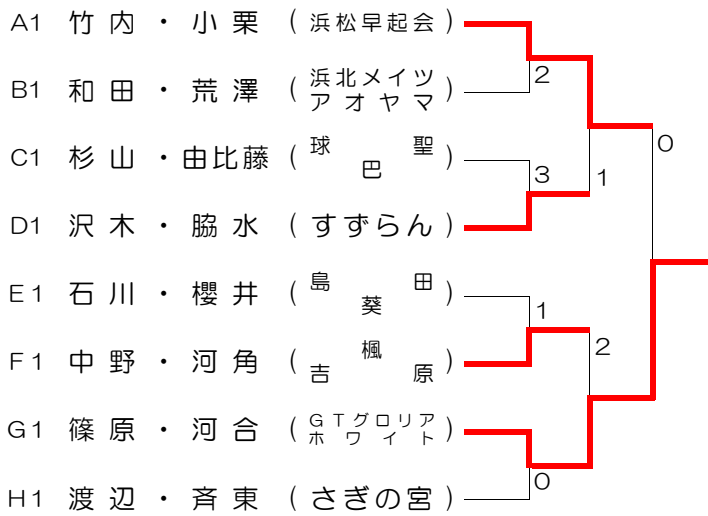 A1 竹内・小栗 (浜松早起会)
2
B1 和田・荒澤 (浜北メイツ
アオヤマ)
0
C1 杉山・由比藤 (球聖
巴)
3
1
D1 沢木・脇水 (すずらん)
E1 石川・櫻井 (島田
葵)
1
2
F1 中野・河角 (楓
吉原)
G1 篠原・河合 (GTグロリア
ホワイト)
0
H1 渡辺・斉東 (さぎの宮)